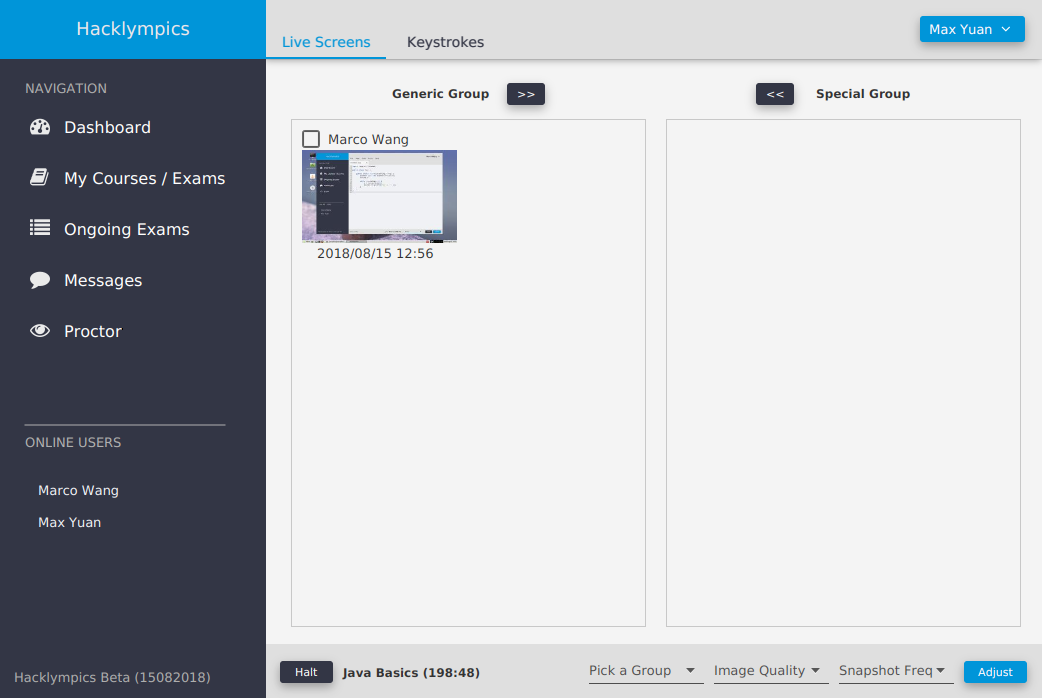 Hacklympics
Live Screens
Keystrokes
Max Yuan
NAVIGATION
Dashboard
My Courses / Exams
Ongoing Exams
Messages
Proctor
ONLINE USERS
Marco Wang
Max Yuan
Hacklympics Beta (15082018)
Generic Group
>>
<<
Special Group
Marco Wang
2018/08/15 12:56
Halt
Java Basics (198:48)
Pick a Group
Image Quality
Snapshot Freq
Adjust